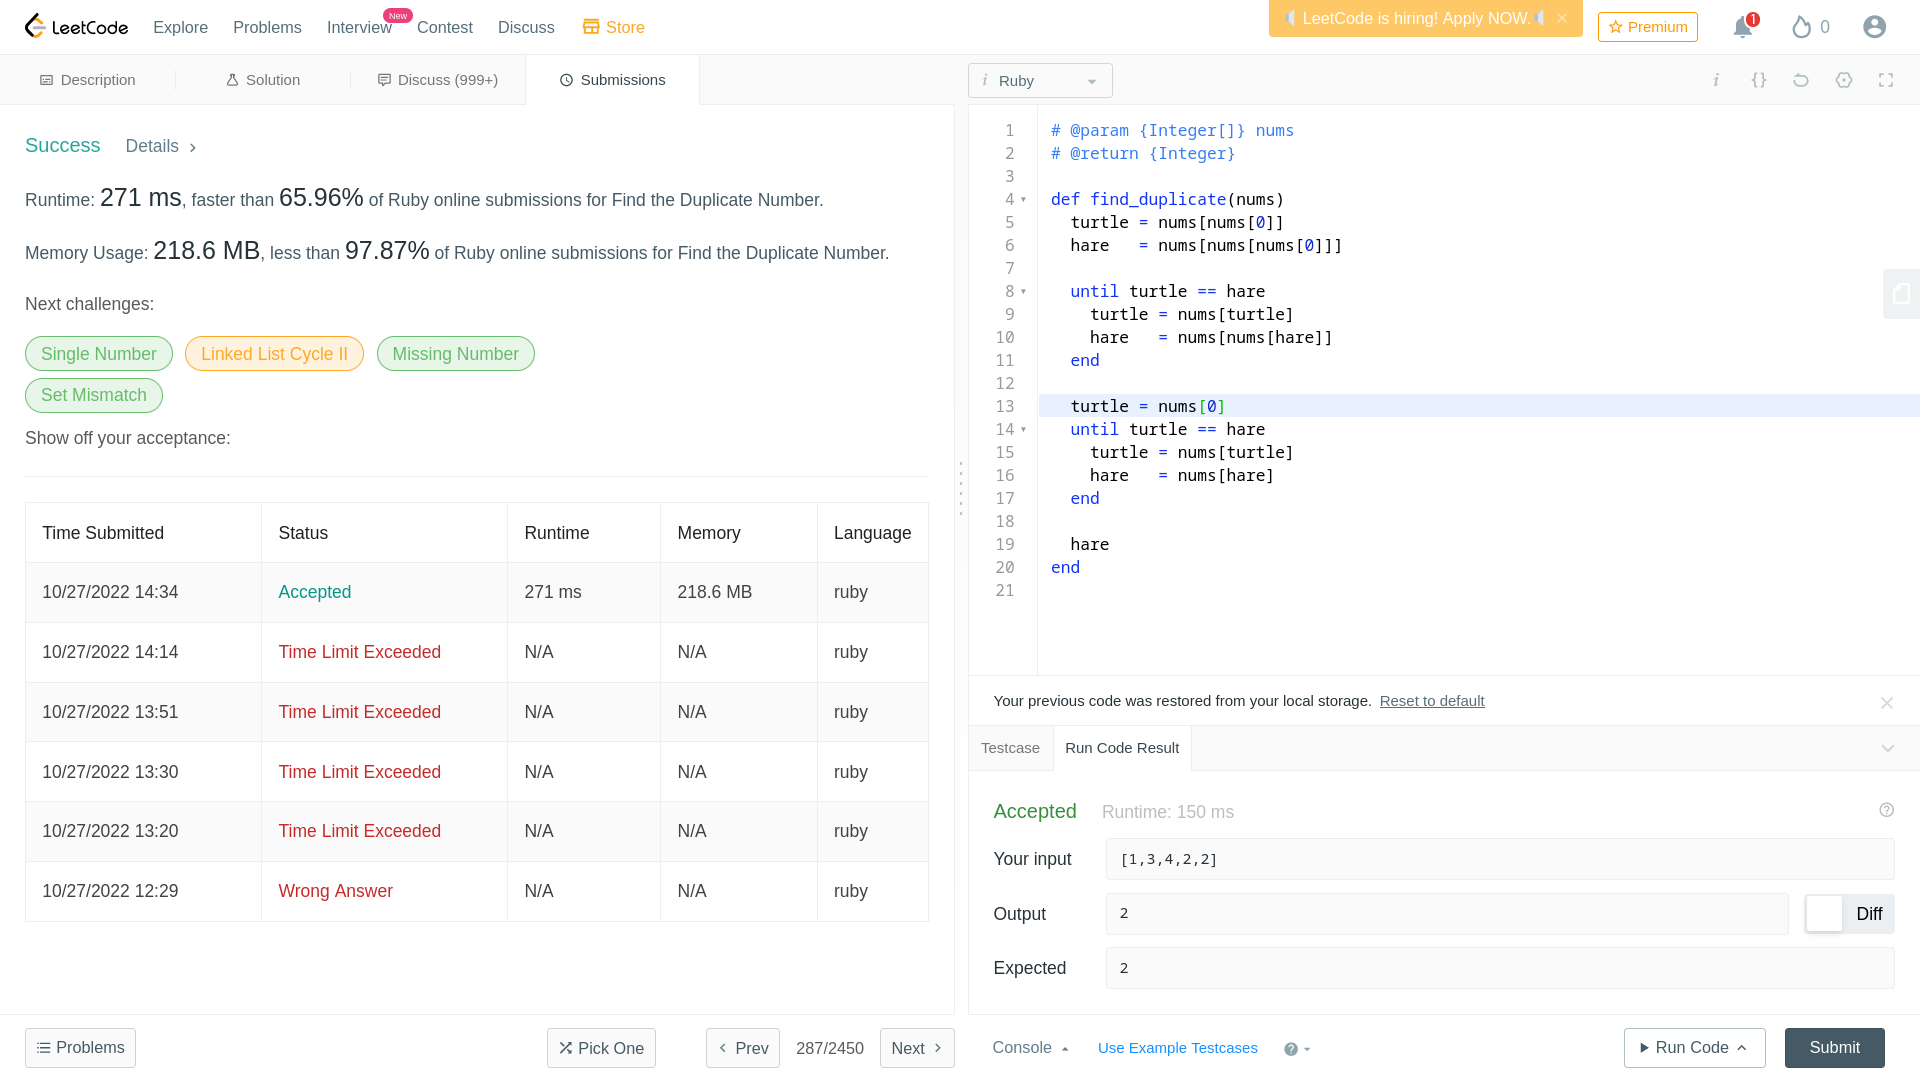 LeetCode Explore Problems Interview New Contest Discuss Store LeetCode is hiring! Apply NOW. Premium 1 0
Description Solution Discuss (999+) Submissions
Success Details
Runtime: 271 ms, faster than 65.96% of Ruby online submissions for Find the Duplicate Number.
Memory Usage: 218.6 MB, less than 97.87% of Ruby online submissions for Find the Duplicate Number.
Next challenges:
Single Number Linked List Cycle II Missing Number
Set Mismatch
Show off your acceptance:
Time Submitted Status Runtime Memory Language
10/27/2022 14:34 Accepted 271 ms 218.6 MB ruby
10/27/2022 14:14 Time Limit Exceeded N/A N/A ruby
10/27/2022 13:51 Time Limit Exceeded N/A N/A ruby
10/27/2022 13:30 Time Limit Exceeded N/A N/A ruby
10/27/2022 13:20 Time Limit Exceeded N/A N/A ruby
10/27/2022 12:29 Wrong Answer N/A N/A ruby
Problems Pick One Prev 287/2450 Next
i Ruby i {}
1 # @param {Integer[]} nums
2 # @return {Integer}
3
4 def find_duplicate(nums)
5 turtle = nums[nums[0]]
6 hare = nums[nums[nums[0]]]
7
8 until turtle == hare
9 turtle = nums[turtle]
10 hare = nums[nums[hare]]
11 end
12
13 turtle = nums[0]
14 until turtle == hare
15 turtle = nums[turtle]
16 hare = nums[hare]
17 end
18
19 hare
20 end
21
Your previous code was restored from your local storage. Reset to default
Testcase Run Code Result
Accepted Runtime: 150 ms
Your input [1,3,4,2,2]
Output 2 Diff
Expected 2
Console Use Example Testcases Run Code Submit